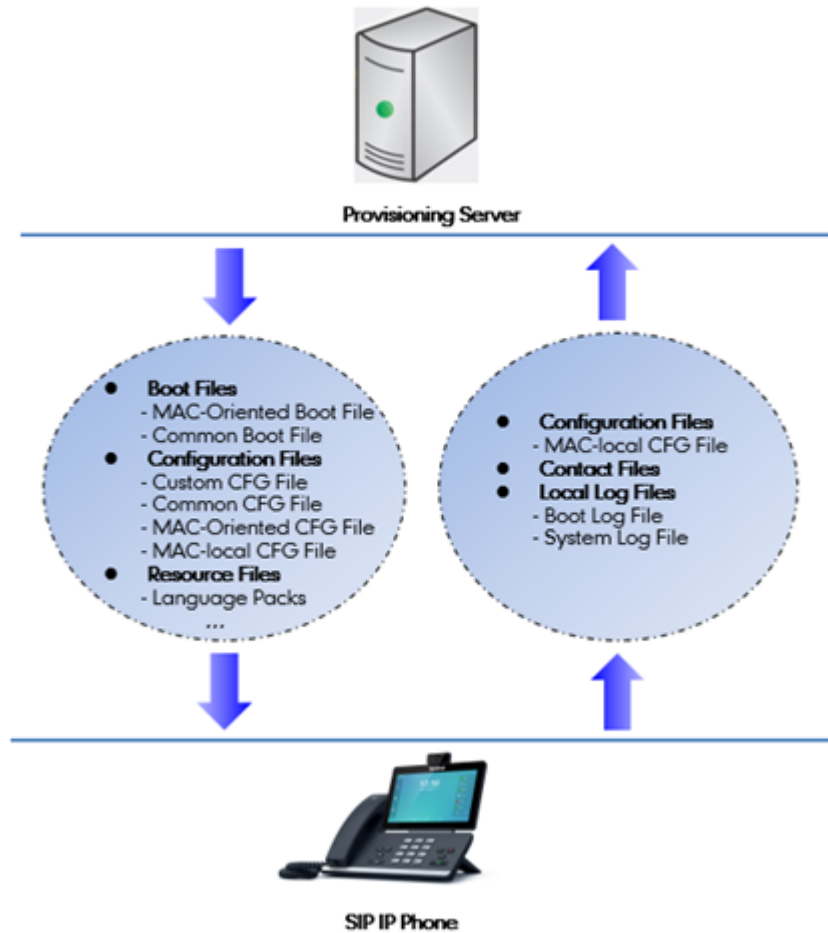 Provisioning Server
● Boot Files
- MAC-Oriented Boot File
- Common Boot File
● Configuration Files
- Custom CFG File
- Common CFG File
- MAC-Oriented CFG File
- MAC-local CFG File
● Resource Files
- Language Packs
...
● Configuration Files
- MAC-local CFG File
● Contact Files
● Local Log Files
- Boot Log File
- System Log File
SIP IP Phone